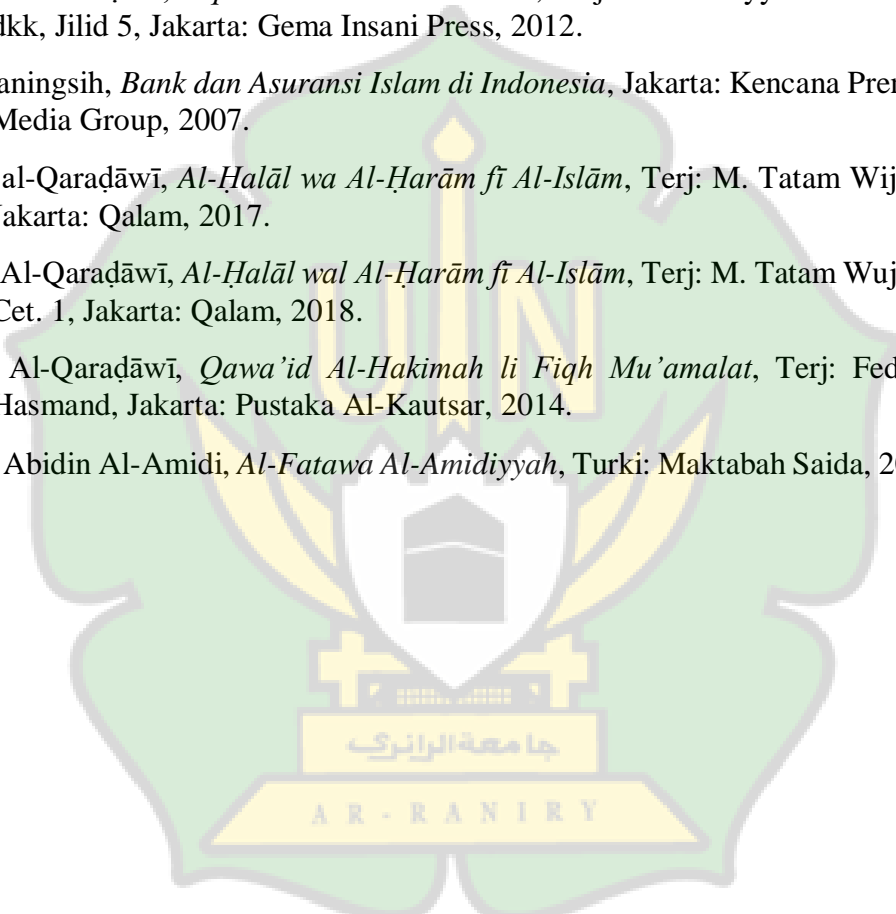 dkk, Jilid 5, Jakarta: Gema Insani Press, 2012.
aningsih, Bank dan Asuransi Islam di Indonesia, Jakarta: Kencana Pren
Media Group, 2007.
al-Qaraḍāwī, Al-Ḥalāl wa Al-Ḥarām fī Al-Islām, Terj: M. Tatam Wij
Jakarta: Qalam, 2017.
Al-Qaraḍāwī, Al-Ḥalāl wal Al-Ḥarām fī Al-Islām, Terj: M. Tatam Wuj
Cet. 1, Jakarta: Qalam, 2018.
Al-Qaraḍāwī, Qawa’id Al-Hakimah li Fiqh Mu’amalat, Terj: Fed
Hasmand, Jakarta: Pustaka Al-Kautsar, 2014.
Abidin Al-Amidi, Al-Fatawa Al-Amidiyyah, Turki: Maktabah Saida, 20
UIN
جامعة الرانري
AR-RANIRY